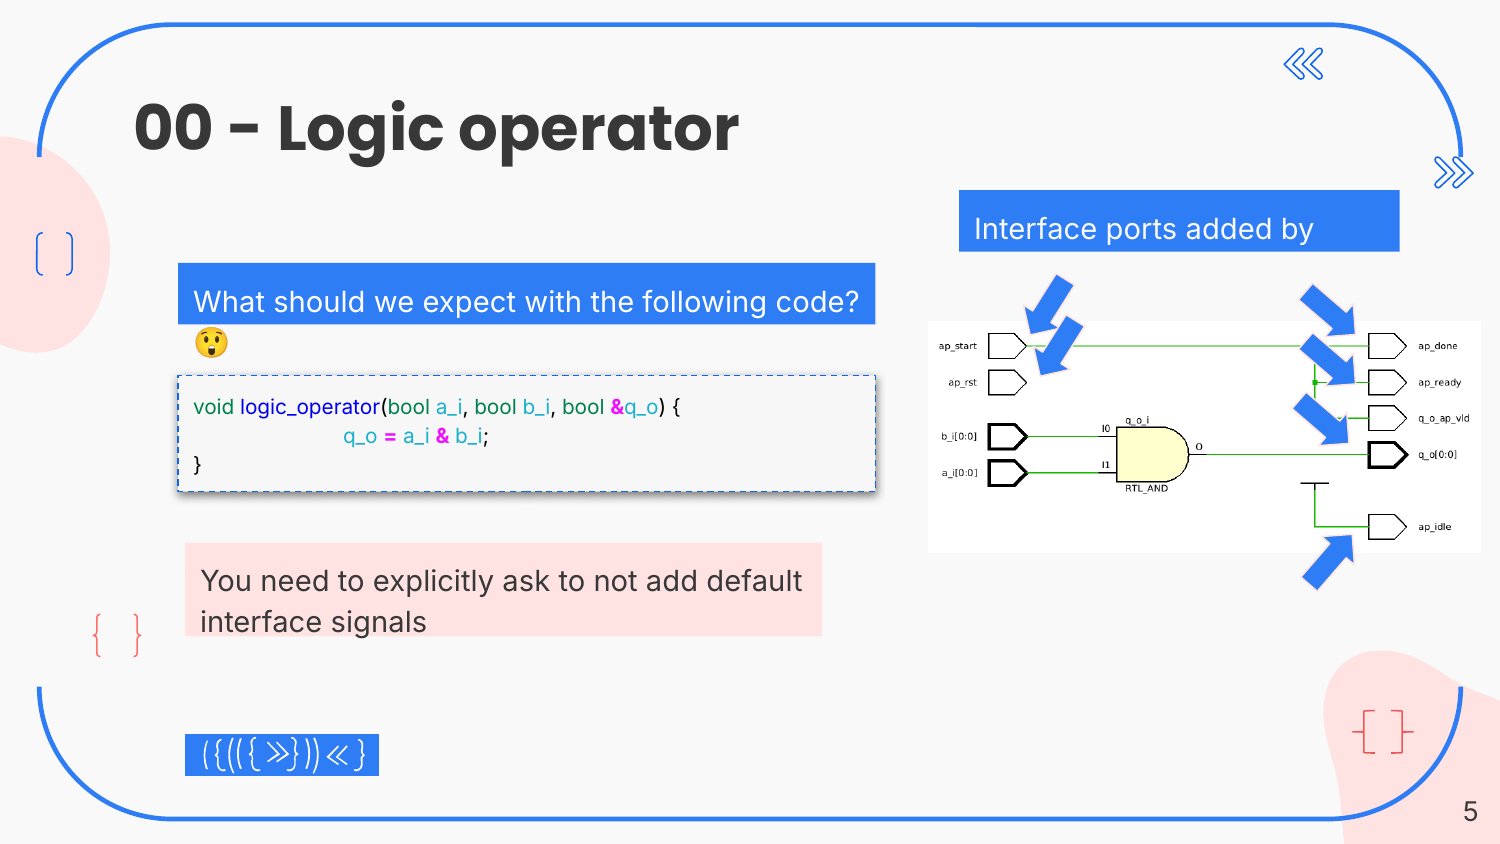 00 - Logic operator
Interface ports added by
What should we expect with the following code?
😲
void logic_operator(bool a_i, bool b_i, bool &q_o) {
q_o = a_i & b_i;
}
You need to explicitly ask to not add default
interface signals
ap_start
ap_rst
b_i[0:0]
a_i[0:0]
q_o_i
I0
I1
O
RTL_AND
ap_done
ap_ready
q_o_ap_vld
q_o[0:0]
ap_idle
({(({ >>}))<< }
5